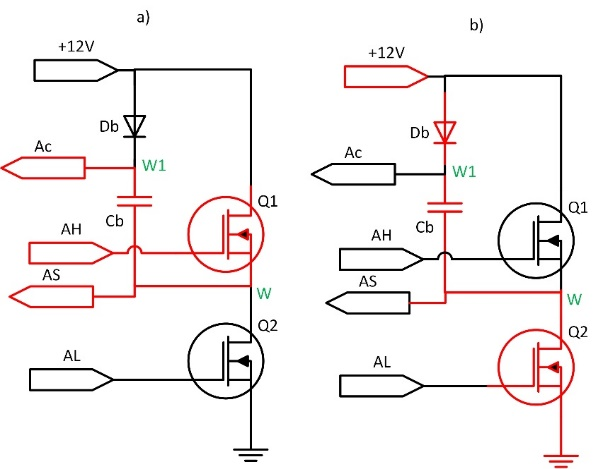 a)
+12V
Db
Ac
W1
Cb
Q1
AH
AS
W
Q2
AL
b)
+12V
Db
Ac
W1
Cb
Q1
AH
AS
W
Q2
AL